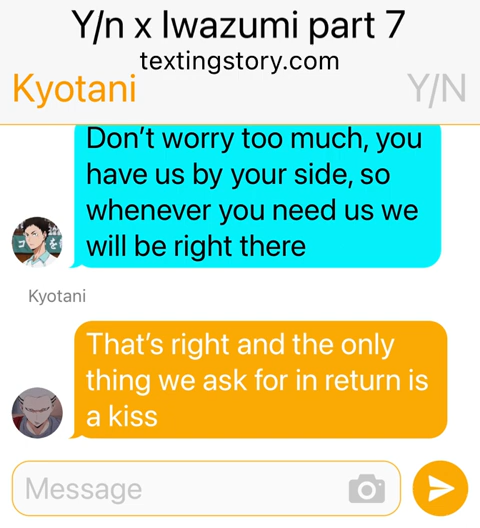 Y/n x Iwazumi part 7
textingstory.com
Kyotani
Y/N
Don't worry too much, you
have us by your side, so
whenever you need us we
will be right there
Kyotani
That's right and the only
thing we ask for in return is
a kiss
Message